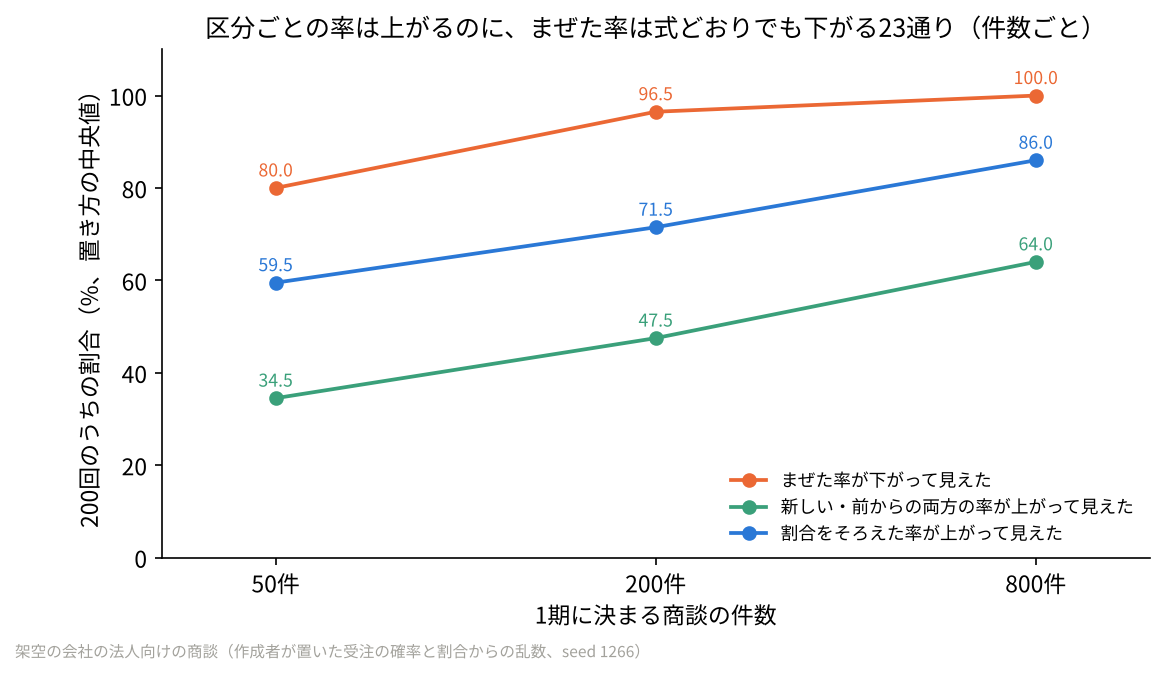 区分ごとの率は上がるのに、まぜた率は式どおりでも下がる23通り（件数ごと）
200回のうちの割合（%、置き方の中央値）
100
80
60
40
20
0
80.0
96.5
100.0
59.5
71.5
86.0
34.5
47.5
64.0
まぜた率が下がって見えた
新しい・前からの両方の率が上がって見えた
割合をそろえた率が上がって見えた
50件
200件
800件
1期に決まる商談の件数
架空の会社の法人向けの商談（作成者が置いた受注の確率と割合からの乱数、seed 1266）